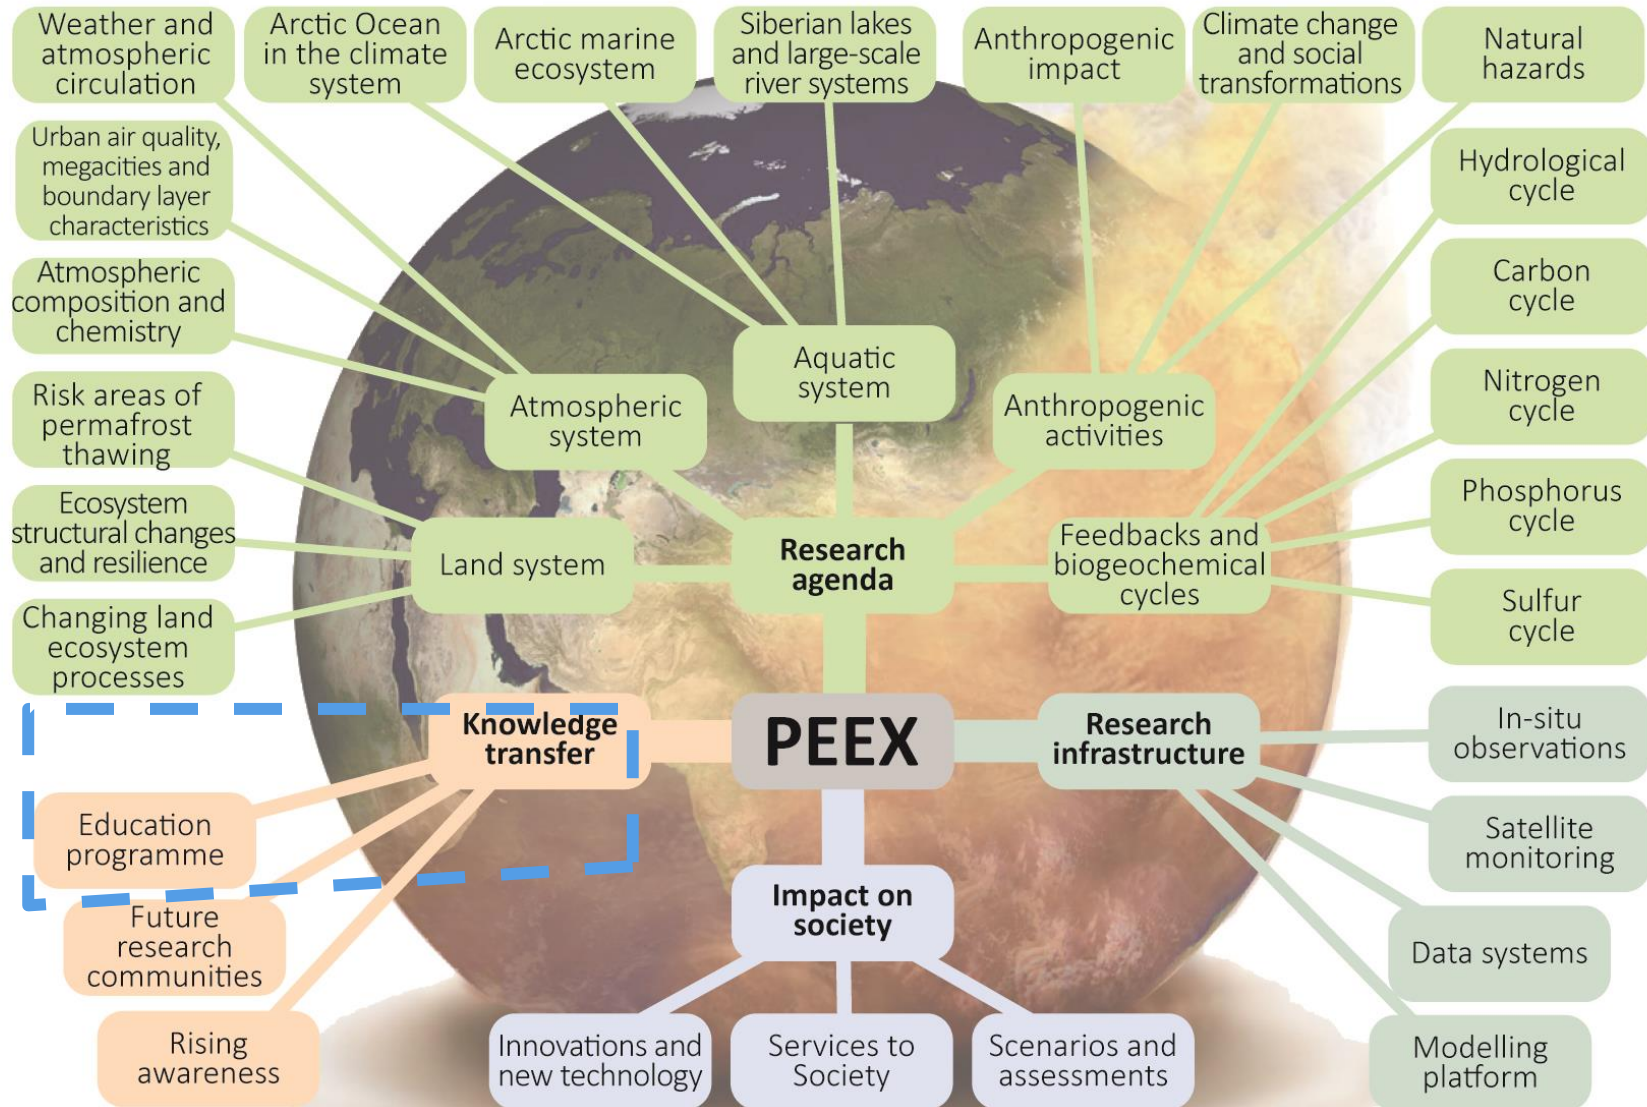 Weather and
atmospheric
circulation
Arctic Ocean
in the climate
system
Arctic marine
ecosystem
Siberian lakes
and large-scale
river systems
Anthropogenic
impact
Climate change
and social
transformations
Natural
hazards
Urban air quality,
megacities and
boundary layer
characteristics
Hydrological
cycle
Atmospheric
composition and
chemistry
Carbon
cycle
Aquatic
system
Atmospheric
system
Anthropogenic
activities
Nitrogen
cycle
Risk areas of
permafrost
thawing
Ecosystem
structural changes
and resilience
Land system
Research
agenda
Feedbacks and
biogeochemical
cycles
Phosphorus
cycle
Changing land
ecosystem
processes
Sulfur
cycle
Knowledge
transfer
PEEX
Research
infrastructure
In-situ
observations
Education
programme
Satellite
monitoring
Future
research
communities
Impact on
society
Data systems
Rising
awareness
Innovations and
new technology
Services to
Society
Scenarios and
assessments
Modelling
platform